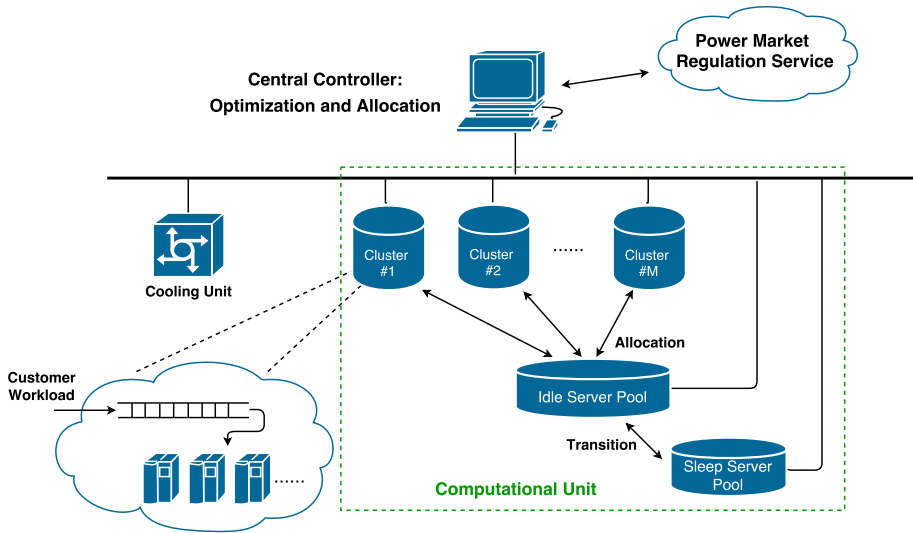 Power Market
Regulation Service
Central Controller:
Optimization and Allocation
Cluster
#1
Cluster
#2
......
Cluster
#M
Cooling Unit
Allocation
Customer
Workload
Idle Server Pool
Transition
Sleep Server
Pool
......
Computational Unit